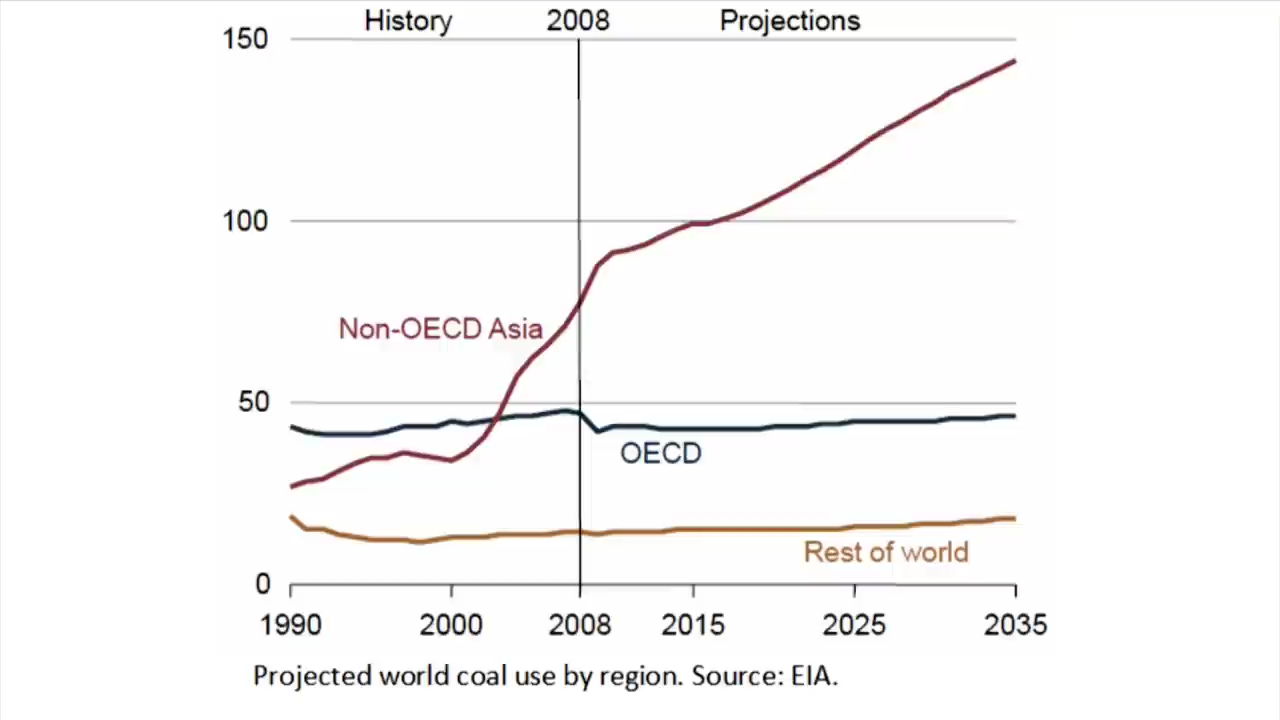 History 2008 Projections
150
100
Non-OECD Asia
50
OECD
Rest of world
0
1990 2000 2008 2015 2025 2035
Projected world coal use by region. Source: EIA.